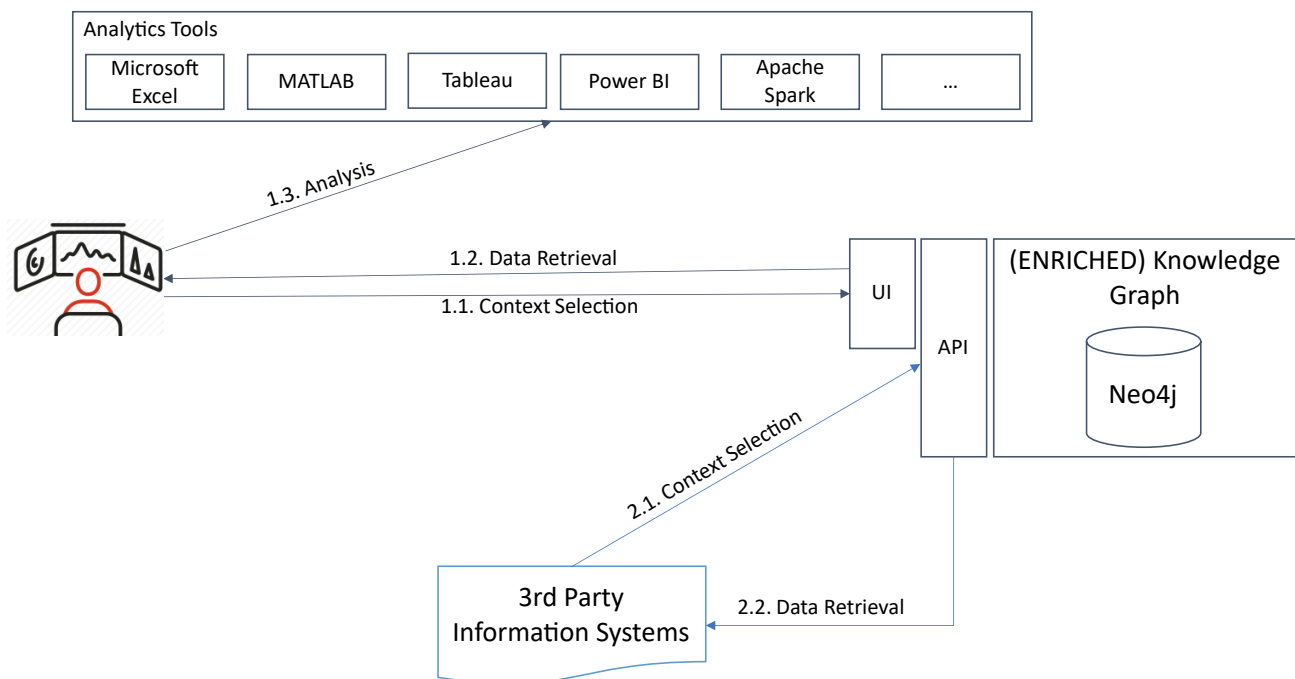 Analytics Tools
Microsoft
Excel
MATLAB
Tableau
Power BI
Apache
Spark
...
1.3. Analysis
1.2. Data Retrieval
1.1. Context Selection
UI
API
(ENRICHED) Knowledge
Graph
Neo4j
2.1. Context Selection
3rd Party
Information Systems
2.2. Data Retrieval